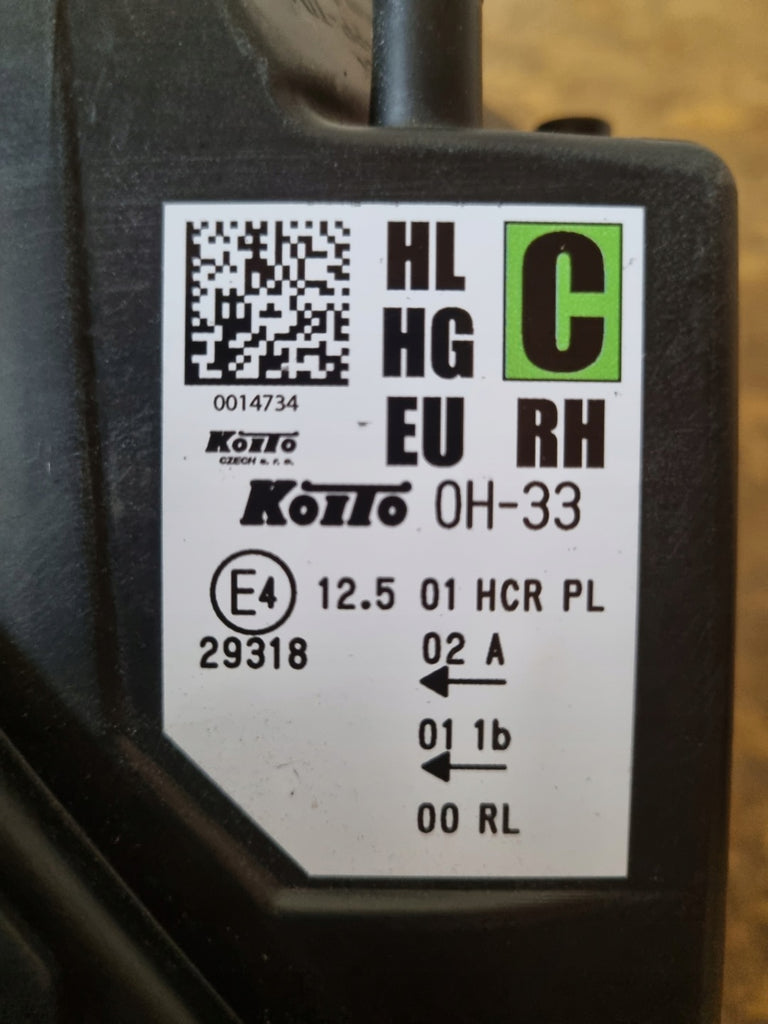 HL
HG
C
0014734
KOITO
CZECH s. r. o.
EU RH
KOITO 0H-33
E4 12.5 01 HCR PL
29318
02 A
←
01 1b
←
00 RL